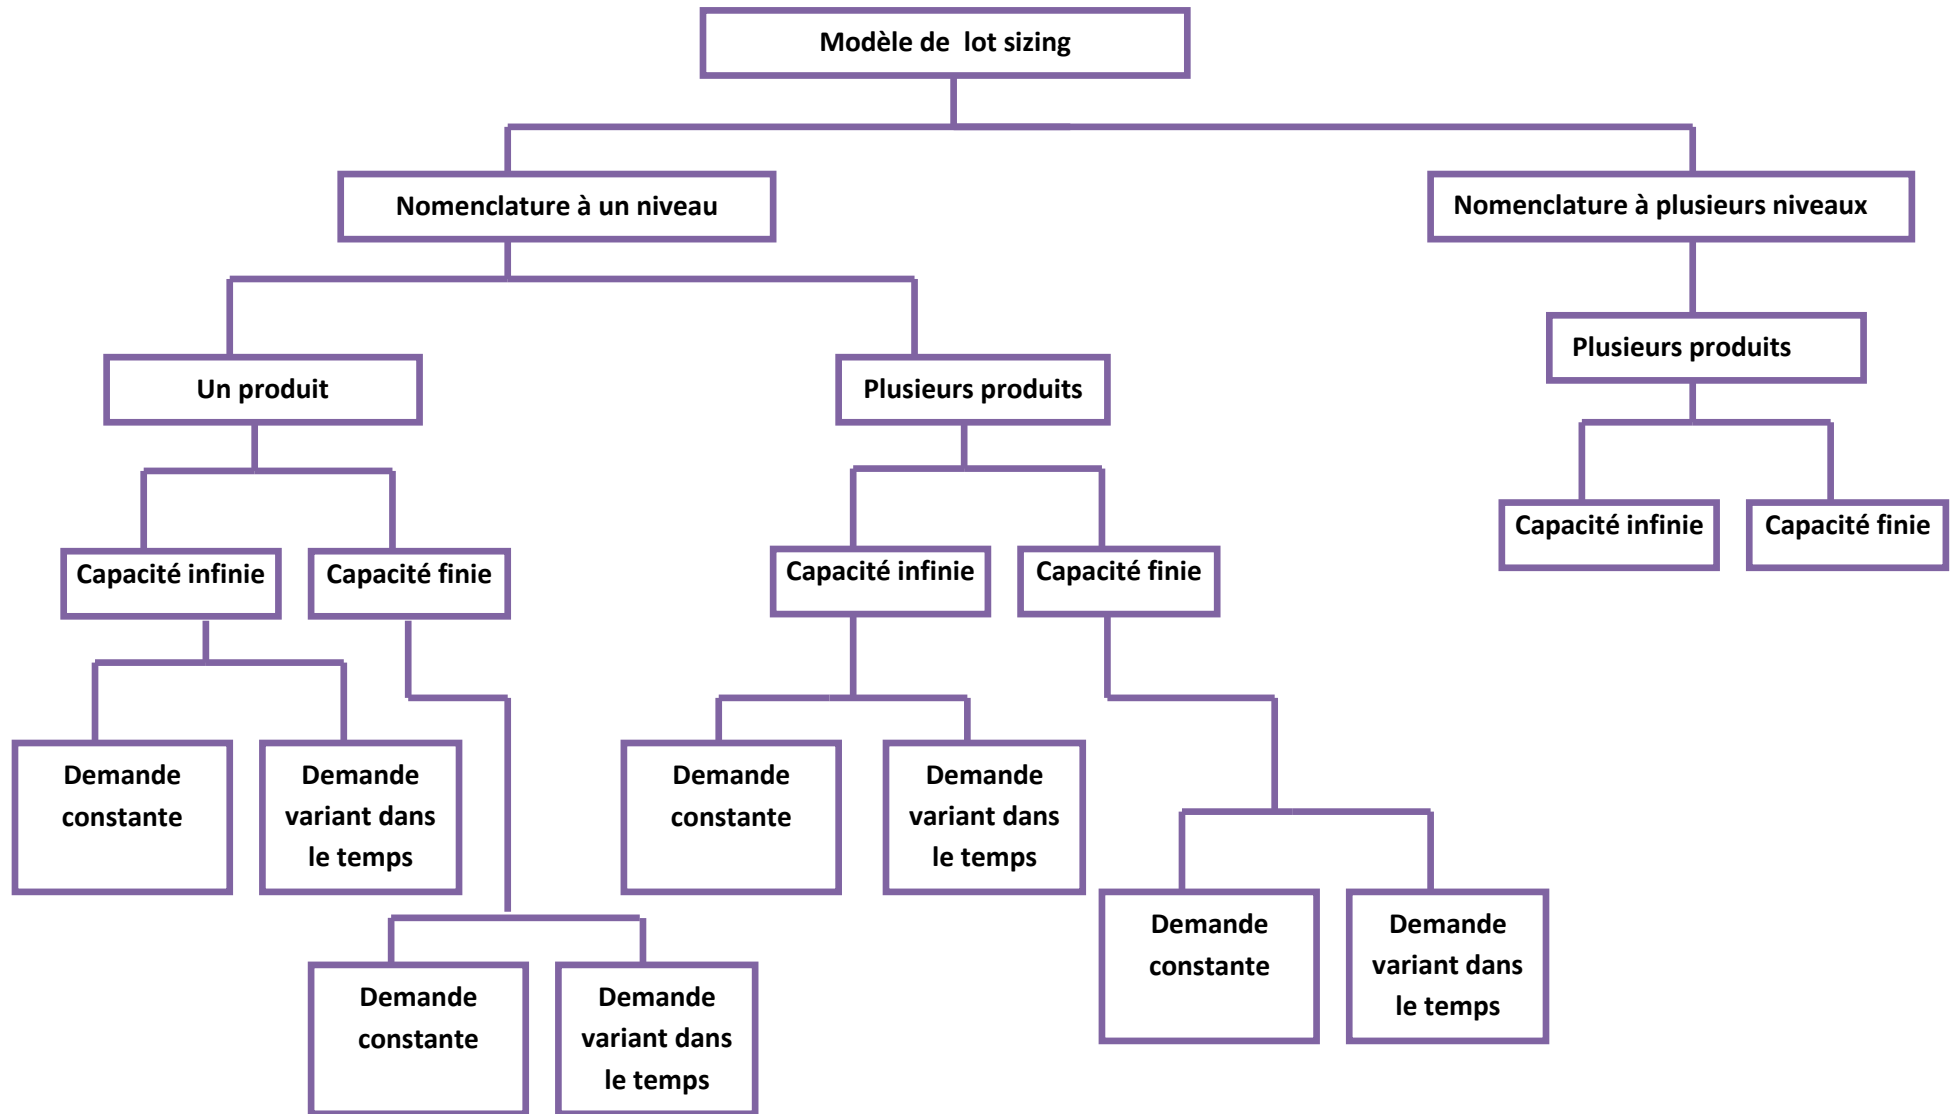 Modèle de lot sizing
Nomenclature à un niveau
Nomenclature à plusieurs niveaux
Plusieurs produits
Un produit
Plusieurs produits
Capacité infinie
Capacité finie
Capacité infinie
Capacité finie
Capacité infinie
Capacité finie
Demande
constante
Demande
variant dans
le temps
Demande
constante
Demande
variant dans
le temps
Demande
constante
Demande
variant dans
le temps
Demande
constante
Demande
variant dans
le temps